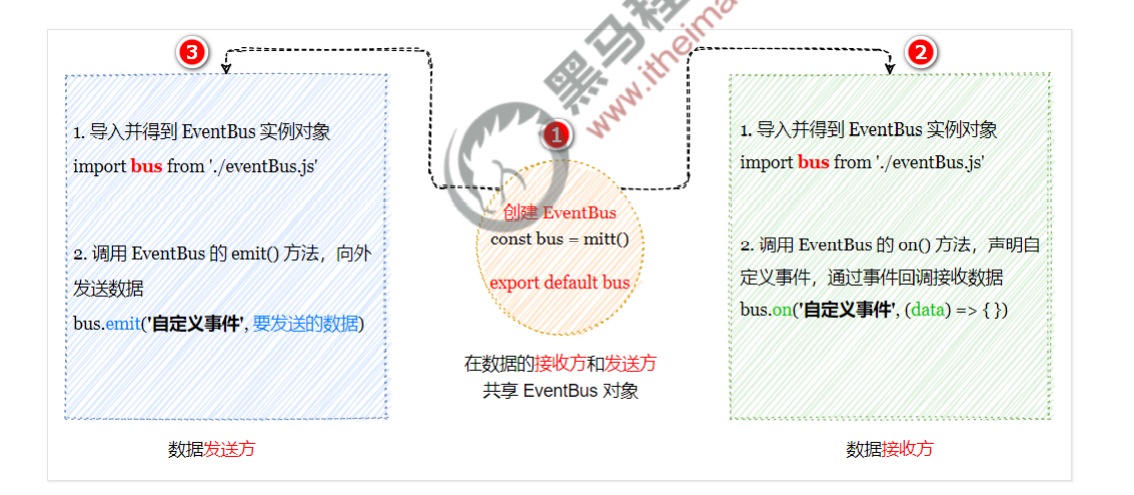 黑马程
www.itheima
3
1. 导入并得到 EventBus 实例对象
import bus from './eventBus.js'
2. 调用 EventBus 的 emit() 方法，向外
发送数据
bus.emit('自定义事件', 要发送的数据)
数据发送方
1
创建 EventBus
const bus = mitt()
export default bus
在数据的接收方和发送方
共享 EventBus 对象
2
1. 导入并得到 EventBus 实例对象
import bus from './eventBus.js'
2. 调用 EventBus 的 on() 方法，声明自
定义事件，通过事件回调接收数据
bus.on('自定义事件', (data) => { })
数据接收方